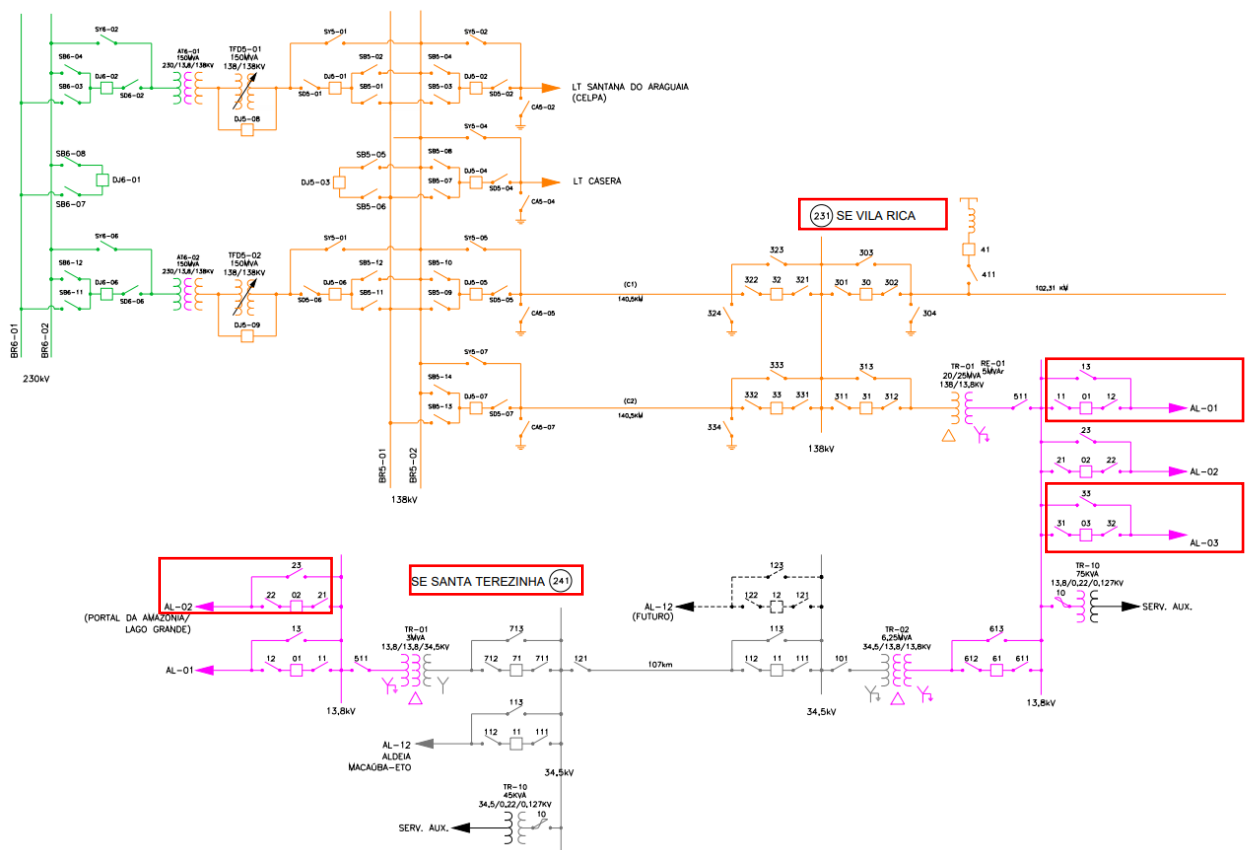 SY6-02
SB6-04
SB6-03
DJ6-02
SD6-02
AT6-01
150MVA
230/13,8/138KV
TFD5-01
150MVA
138/138KV
DJ5-08
SY5-01
SD5-01
DJ5-01
SB5-02
SB5-01
SY5-02
SB5-04
SB5-03
DJ5-02
SD5-02
CA5-02
LT SANTANA DO ARAGUAIA
(CELPA)
SB6-08
DJ6-01
SB6-07
SB5-05
DJ5-03
SB5-06
SY5-04
SB5-08
SB5-07
DJ5-04
SD5-04
CA5-04
LT CASERA
231 SE VILA RICA
SY6-06
SB6-12
SB6-11
DJ6-06
SD6-06
AT6-02
150MVA
230/13,8/138KV
TFD5-02
150MVA
138/138KV
DJ5-09
SY5-01
SD5-06
DJ5-06
SB5-12
SB5-11
SY5-05
SB5-10
SB5-09
DJ5-05
SD5-05
CA5-05
(C1)
140,5KM
323
322
32
321
324
303
301
30
302
304
41
411
102,31 KM
BR6-01
BR6-02
230kV
SY5-07
SB5-14
SB5-13
DJ5-07
SD5-07
CA6-07
(C2)
140,5KM
333
332
33
331
334
313
311
31
312
TR-01
20/25MVA
138/13,8KV
RE-01
5MVAr
511
13
11
01
12
AL-01
23
21
02
22
AL-02
BR5-01
BR5-02
138kV
138kV
33
31
03
32
AL-03
TR-10
75KVA
13,8/0,22/0,127KV
10
SERV. AUX.
23
22
02
21
AL-02
(PORTAL DA AMAZONIA/
LAGO GRANDE)
SE SANTA TEREZINHA 241
123
122
12
121
AL-12
(FUTURO)
13
12
01
11
AL-01
511
TR-01
3MVA
13,8/13,8/34,5KV
713
712
71
711
121
107km
113
112
11
111
101
TR-02
6,25MVA
34,5/13,8/13,8KV
613
612
61
611
13,8kV
34,5kV
13,8kV
113
112
11
111
AL-12
ALDEIA
MACAÚBA-ETO
34,5kV
TR-10
45KVA
34,5/0,22/0,127KV
10
SERV. AUX.